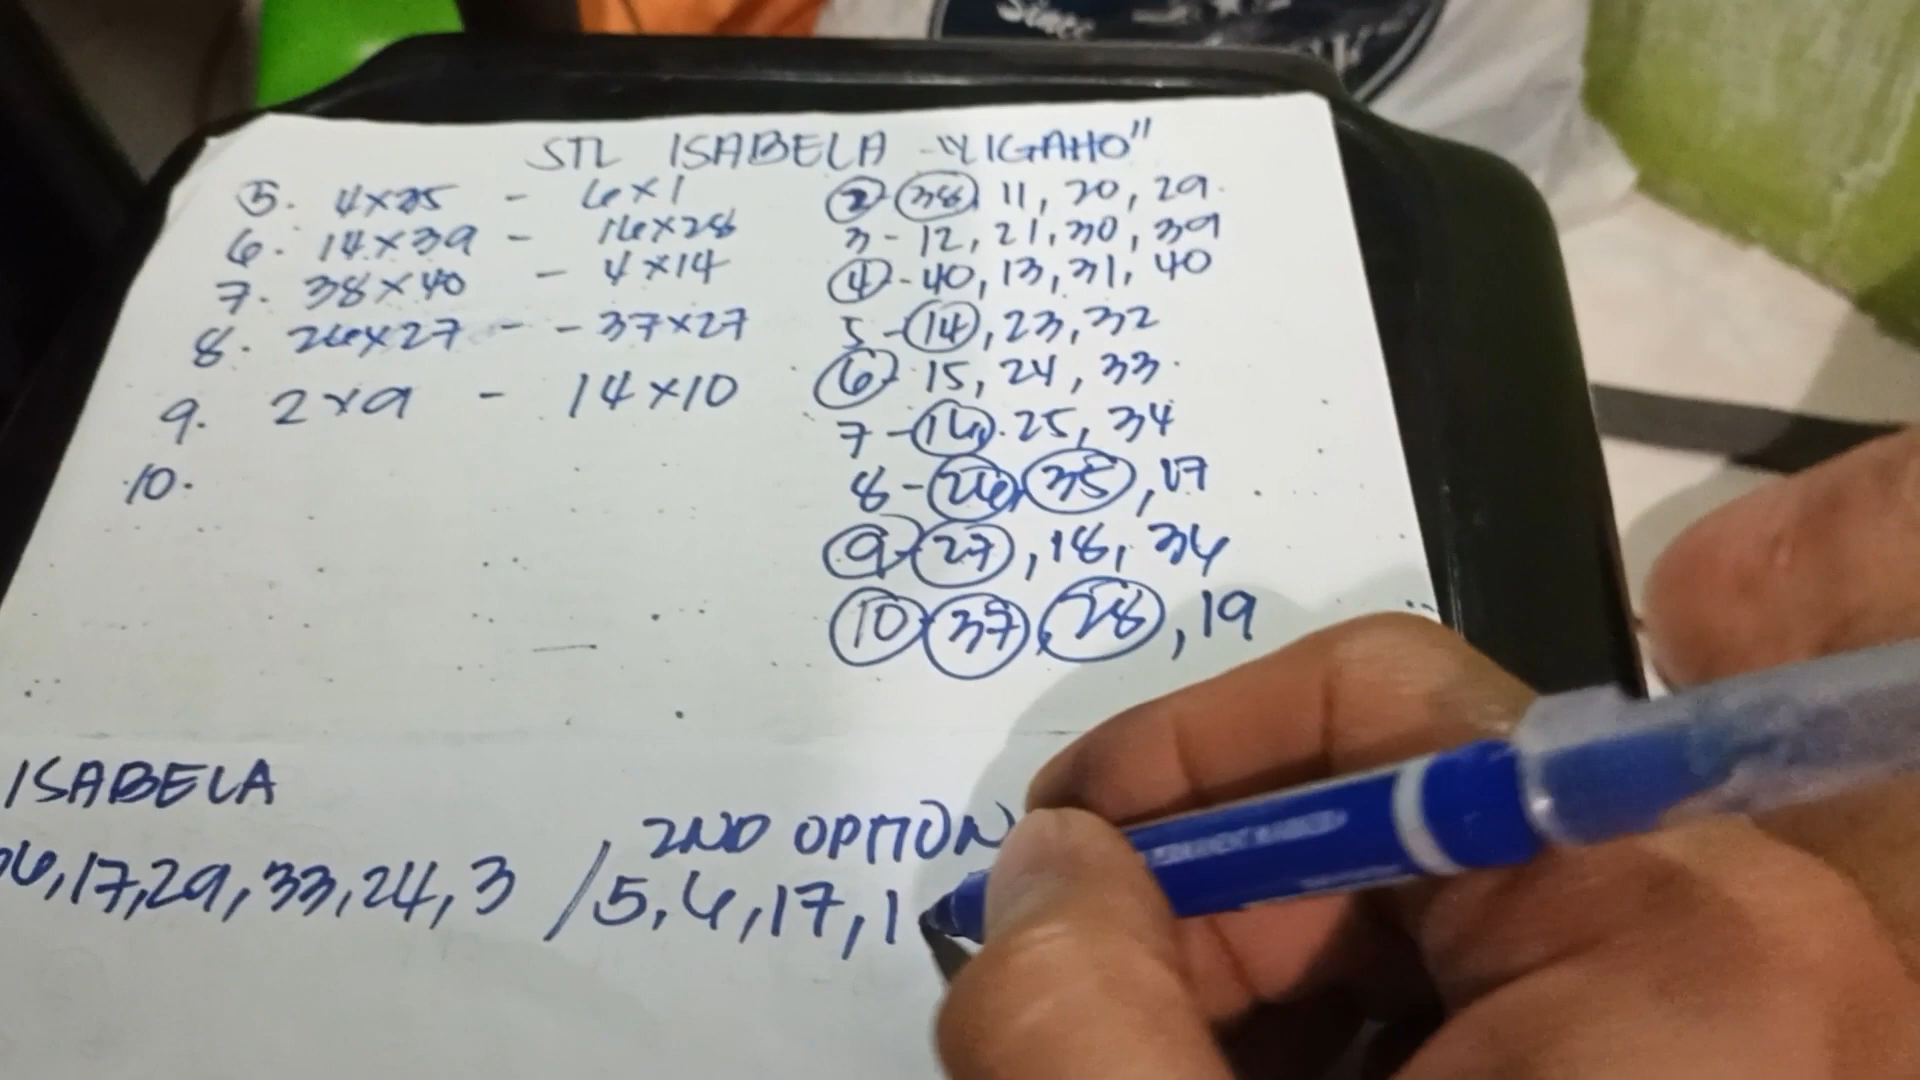 Since
STL ISABELA "LIGAHO"
5. 4x25 - 6x1
6. 14x39 - 16x28
7. 38x40 - 4x14
8. 26x27 - - 37x27
9. 2x9 - 14x10
10.
2 - 38, 11, 20, 29.
3 - 12, 21, 30, 39
4 - 40, 13, 31, 40
5 - 14, 23, 32
6 - 15, 24, 33.
7 - 16, 25, 34
8 - 26, 35, 17
9 - 27, 18, 36
10 - 37, 28, 19
ISABELA
17, 29, 33, 24, 3 /
2ND OPTION
5, 6, 17, 1